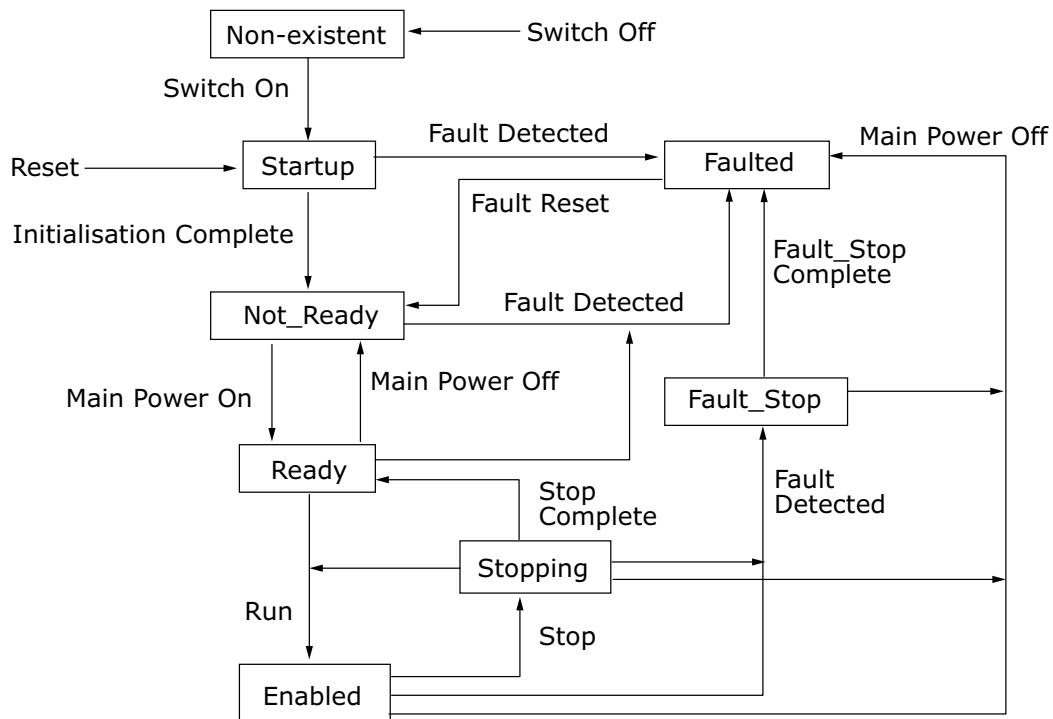 Non-existent
Switch Off
Switch On
Fault Detected
Main Power Off
Reset
Startup
Faulted
Fault Reset
Initialisation Complete
Fault_Stop
Complete
Not_Ready
Fault Detected
Main Power On
Main Power Off
Fault_Stop
Ready
Stop
Complete
Fault
Detected
Stopping
Run
Stop
Enabled